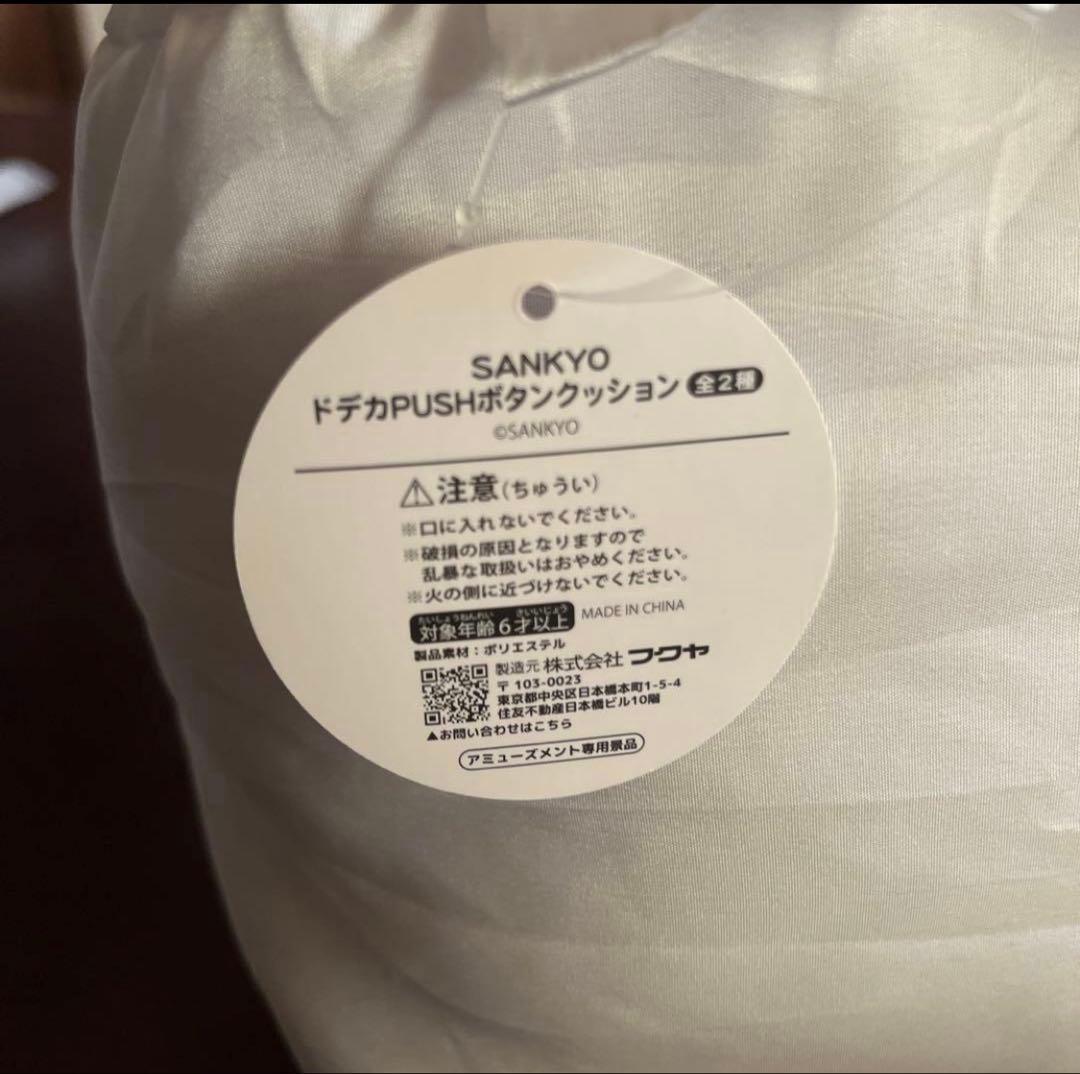 SANKYO
ドデカPUSHボタンクッション 全2種
©SANKYO
⚠注意(ちゅうい)
※口に入れないでください。
※破損の原因となりますので
乱暴な取扱いはおやめください。
※火の側に近づけないでください。
たいしょうねんれい さいいじょう
対象年齢6才以上 MADE IN CHINA
製品素材：ポリエステル
製造元 株式会社 フクヤ
〒103-0023
東京都中央区日本橋本町1-5-4
住友不動産日本橋ビル10階
▲お問い合わせはこちら
アミューズメント専用景品